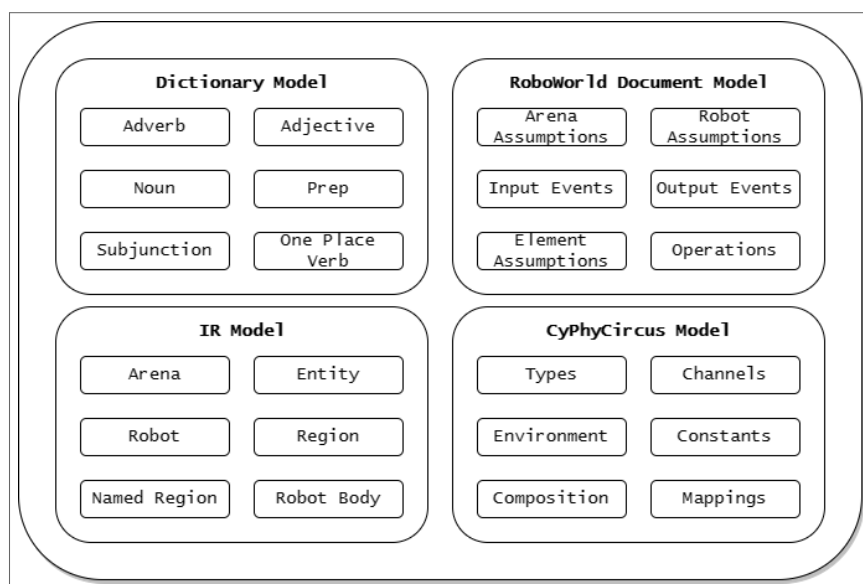 Dictionary Model
Adverb
Adjective
Noun
Prep
Subjunction
One Place
Verb
RoboWorld Document Model
Arena
Assumptions
Robot
Assumptions
Input Events
Output Events
Element
Assumptions
Operations
IR Model
Arena
Entity
Robot
Region
Named Region
Robot Body
CyPhyCircus Model
Types
Channels
Environment
Constants
Composition
Mappings